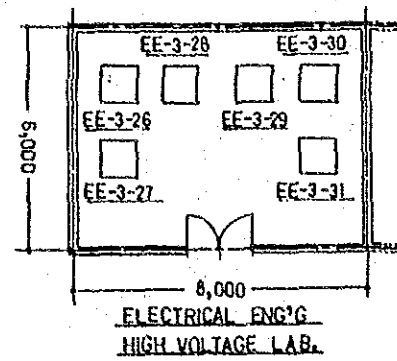 EE-3-28 EE-3-30
EE-3-26 EE-3-29
EE-3-27 EE-3-31
6,000
8,000
ELECTRICAL ENG'G
HIGH VOLTAGE LAB.